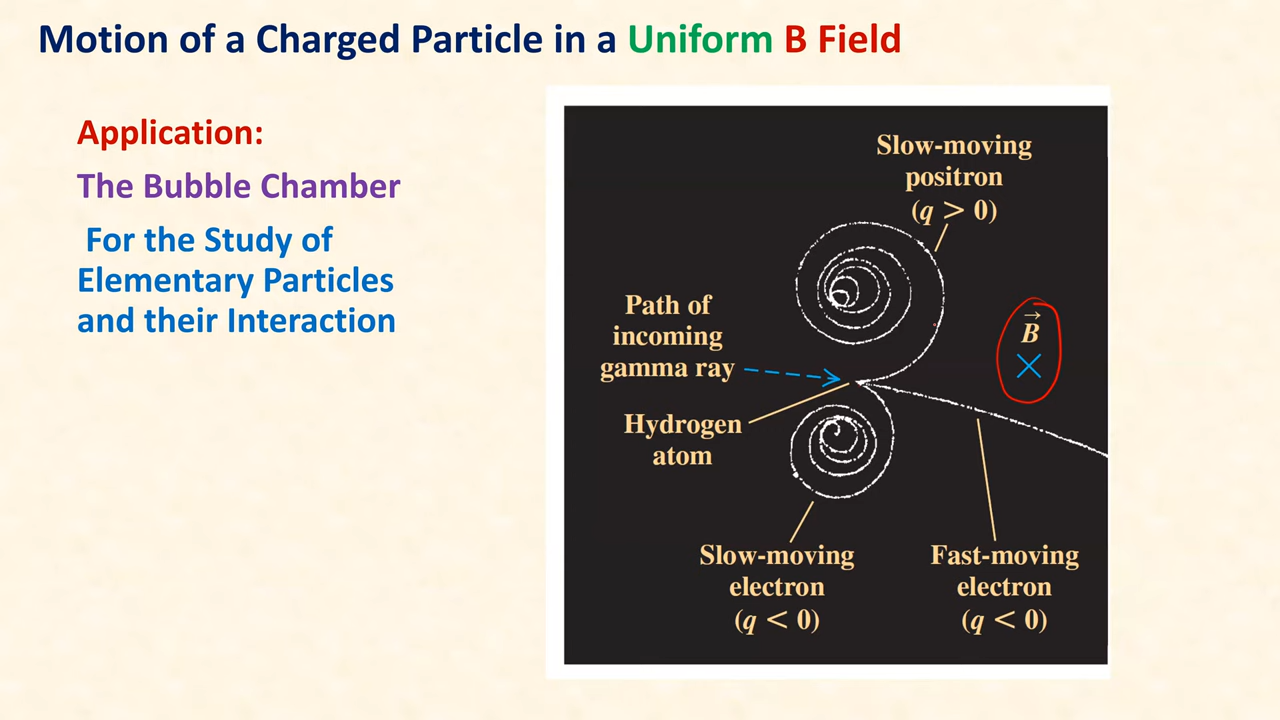 Motion of a Charged Particle in a Uniform B Field
Application:
The Bubble Chamber
For the Study of
Elementary Particles
and their Interaction
Slow-moving
positron
(q > 0)
Path of
incoming
gamma ray
B⃗
×
Hydrogen
atom
Slow-moving
electron
(q < 0)
Fast-moving
electron
(q < 0)